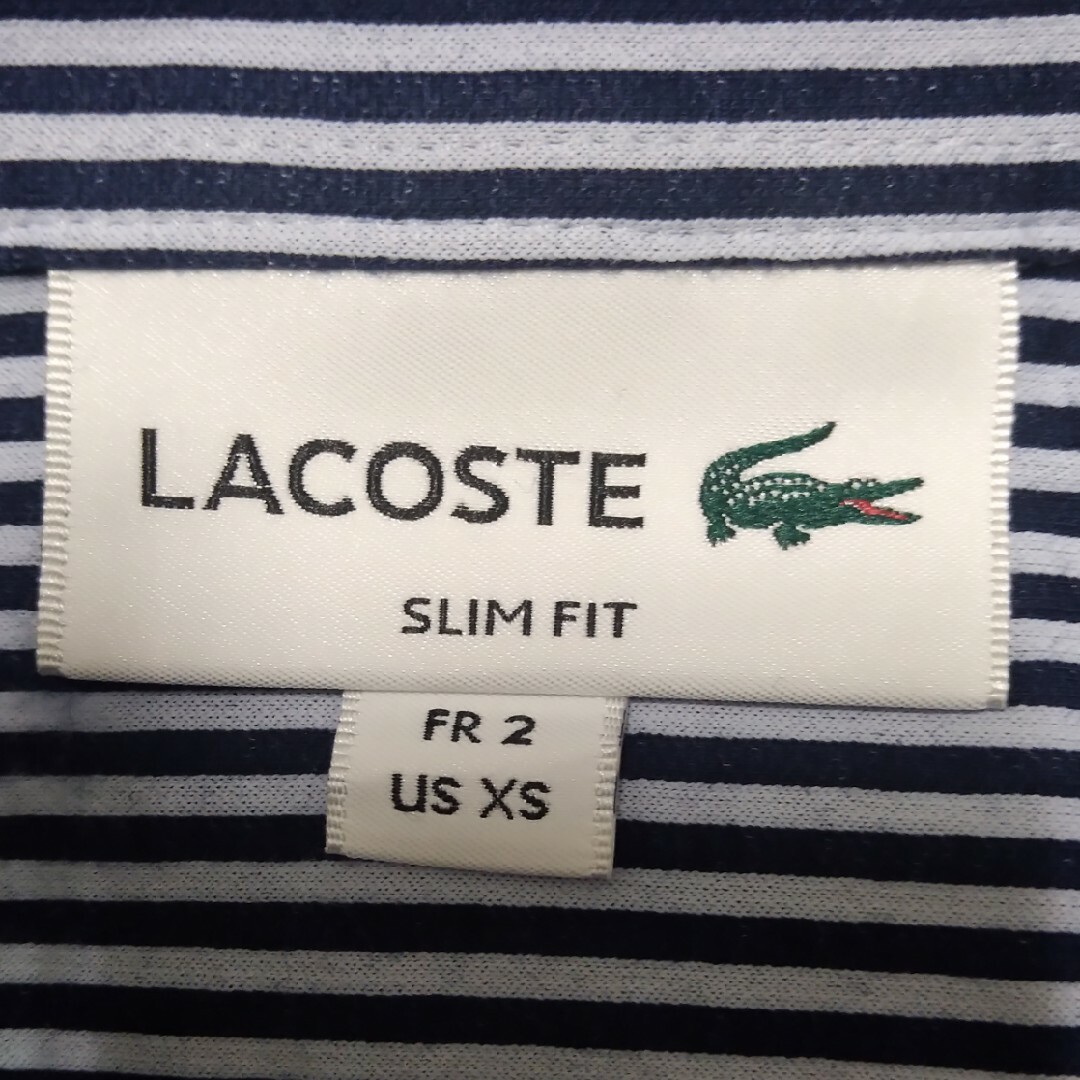 LACOSTE
SLIM FIT
FR 2
US XS